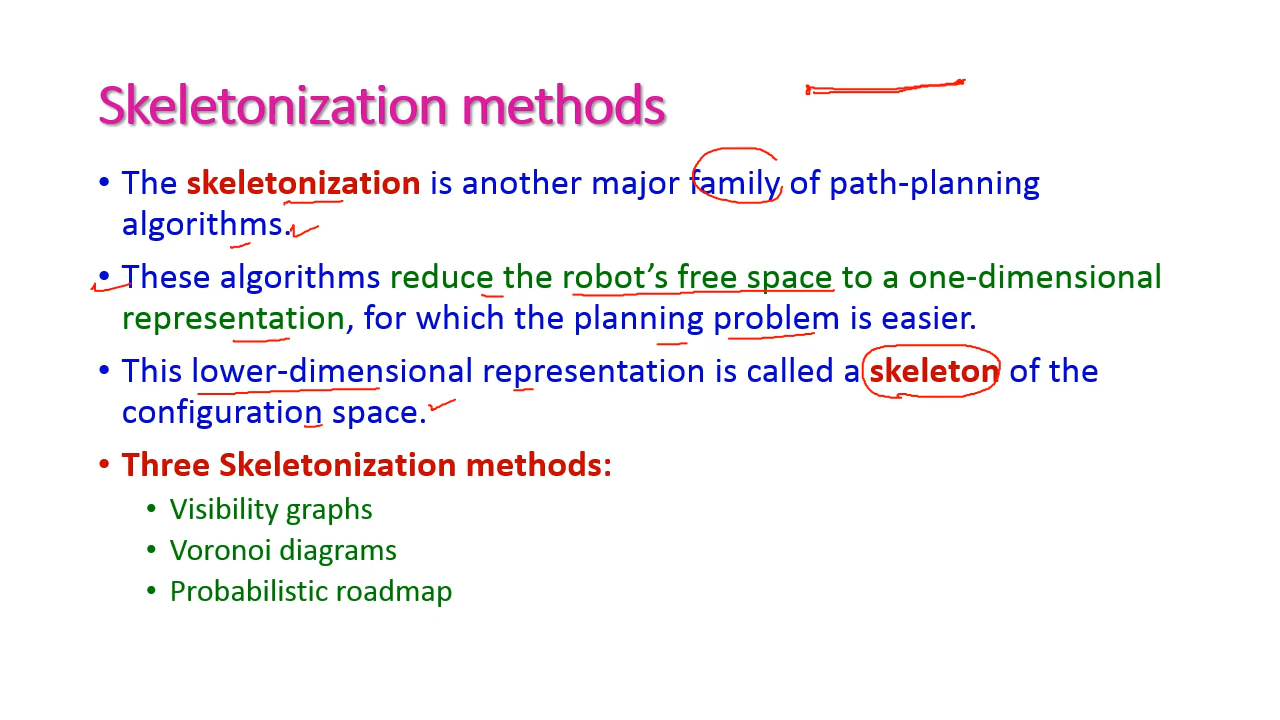 Skeletonization methods
• The skeletonization is another major family of path-planning
algorithms.
• These algorithms reduce the robot's free space to a one-dimensional
representation, for which the planning problem is easier.
• This lower-dimensional representation is called a skeleton of the
configuration space.
• Three Skeletonization methods:
• Visibility graphs
• Voronoi diagrams
• Probabilistic roadmap